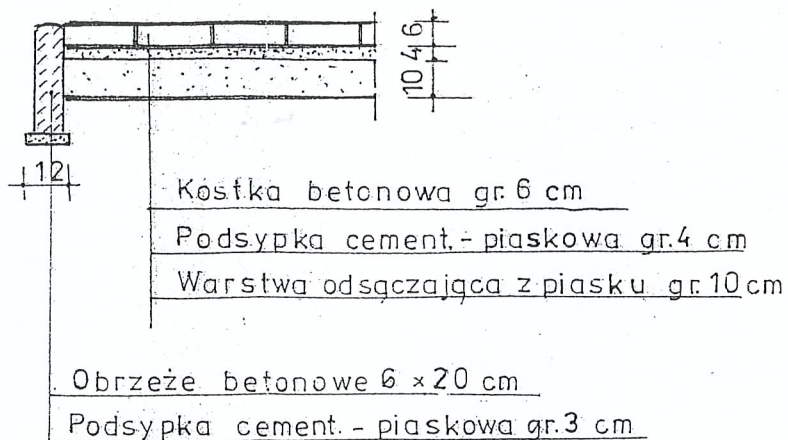 10 4 6
12
Kostka betonowa gr. 6 cm
Podsypka cement. - piaskowa gr. 4 cm
Warstwa odsączająca z piasku gr. 10 cm
Obrzeże betonowe 6 x 20 cm
Podsypka cement. - piaskowa gr. 3 cm